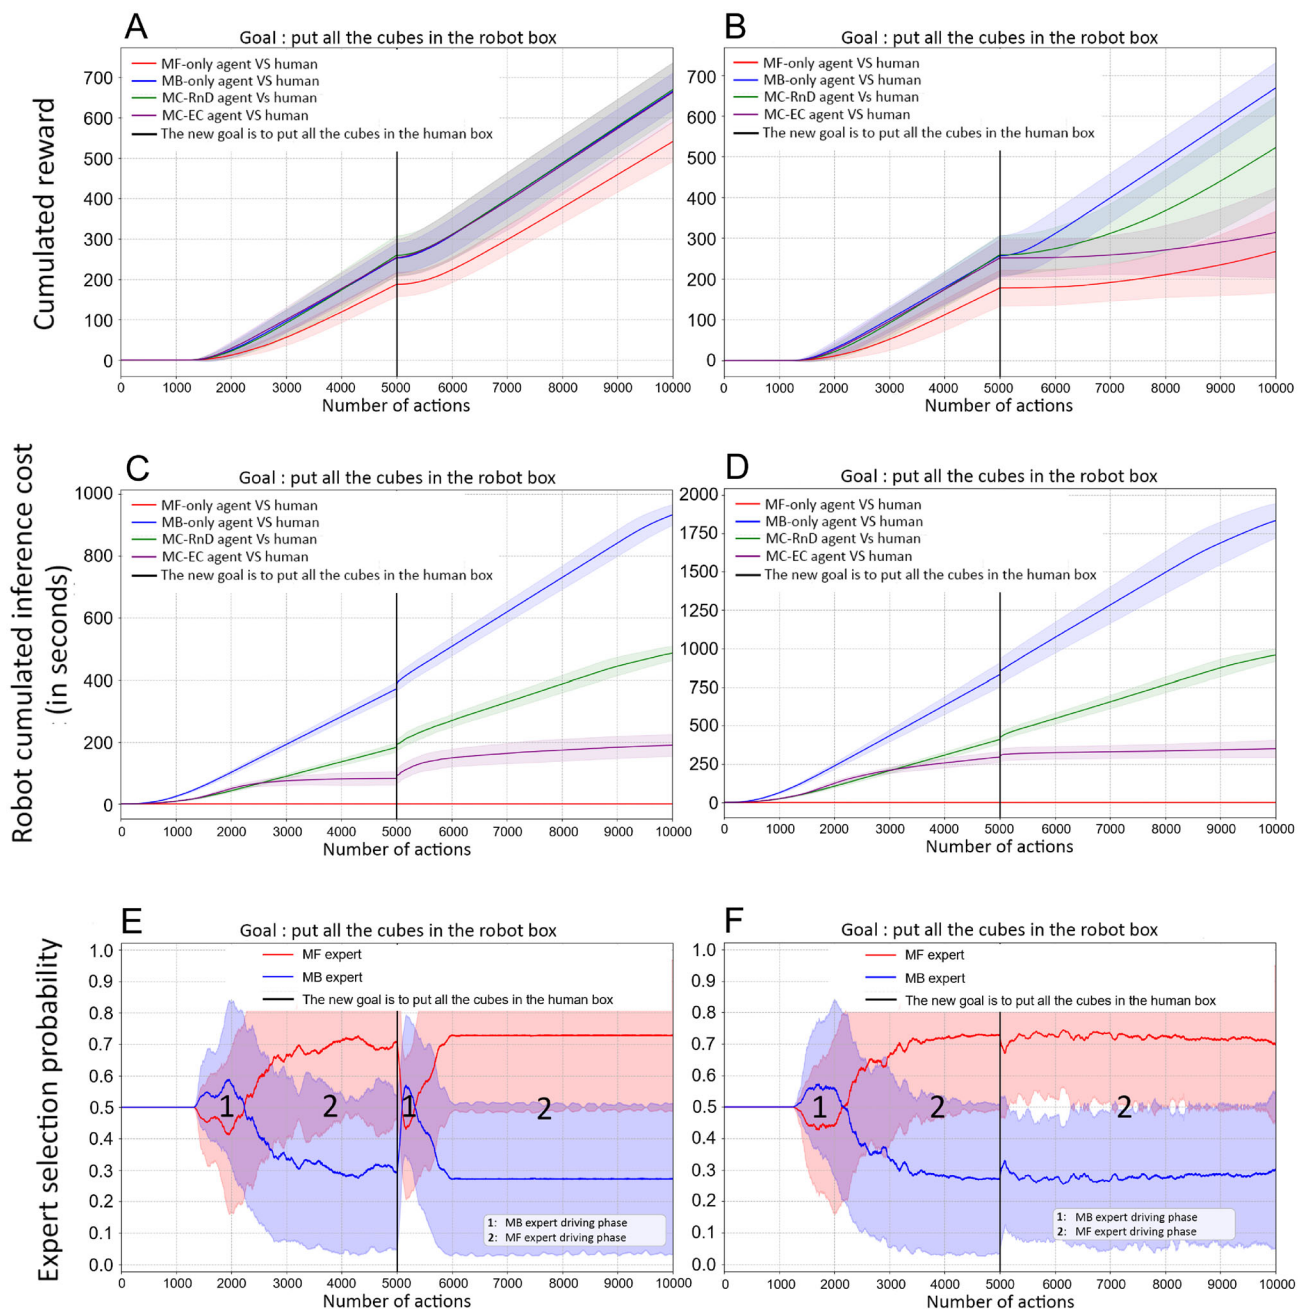 A
Goal : put all the cubes in the robot box
MF-only agent VS human
MB-only agent VS human
MC-RnD agent Vs human
MC-EC agent VS human
The new goal is to put all the cubes in the human box
Cumulated reward
700
600
500
400
300
200
100
0
0 1000 2000 3000 4000 5000 6000 7000 8000 9000 10000
Number of actions
B
Goal : put all the cubes in the robot box
MF-only agent VS human
MB-only agent VS human
MC-RnD agent VS human
MC-EC agent VS human
The new goal is to put all the cubes in the human box
700
600
500
400
300
200
100
0
0 1000 2000 3000 4000 5000 6000 7000 8000 9000 10000
Number of actions
C
Goal : put all the cubes in the robot box
MF-only agent VS human
MB-only agent VS human
MC-RnD agent VS human
MC-EC agent VS human
The new goal is to put all the cubes in the human box
Robot cumulated inference cost
(in seconds)
1000
800
600
400
200
0
0 1000 2000 3000 4000 5000 6000 7000 8000 9000 10000
Number of actions
D
Goal : put all the cubes in the robot box
MF-only agent VS human
MB-only agent VS human
MC-RnD agent VS human
MC-EC agent VS human
The new goal is to put all the cubes in the human box
2000
1750
1500
1250
1000
750
500
250
0
0 1000 2000 3000 4000 5000 6000 7000 8000 9000 10000
Number of actions
E
Goal : put all the cubes in the robot box
MF expert
MB expert
The new goal is to put all the cubes in the human box
Expert selection probability
1.0
0.9
0.8
0.7
0.6
0.5
0.4
0.3
0.2
0.1
0.0
1 2 1 2
1: MB expert driving phase
2: MF expert driving phase
0 1000 2000 3000 4000 5000 6000 7000 8000 9000 10000
Number of actions
F
Goal : put all the cubes in the robot box
MF expert
MB expert
The new goal is to put all the cubes in the human box
1.0
0.9
0.8
0.7
0.6
0.5
0.4
0.3
0.2
0.1
0.0
1 2 2
1: MB expert driving phase
2: MF expert driving phase
0 1000 2000 3000 4000 5000 6000 7000 8000 9000 10000
Number of actions